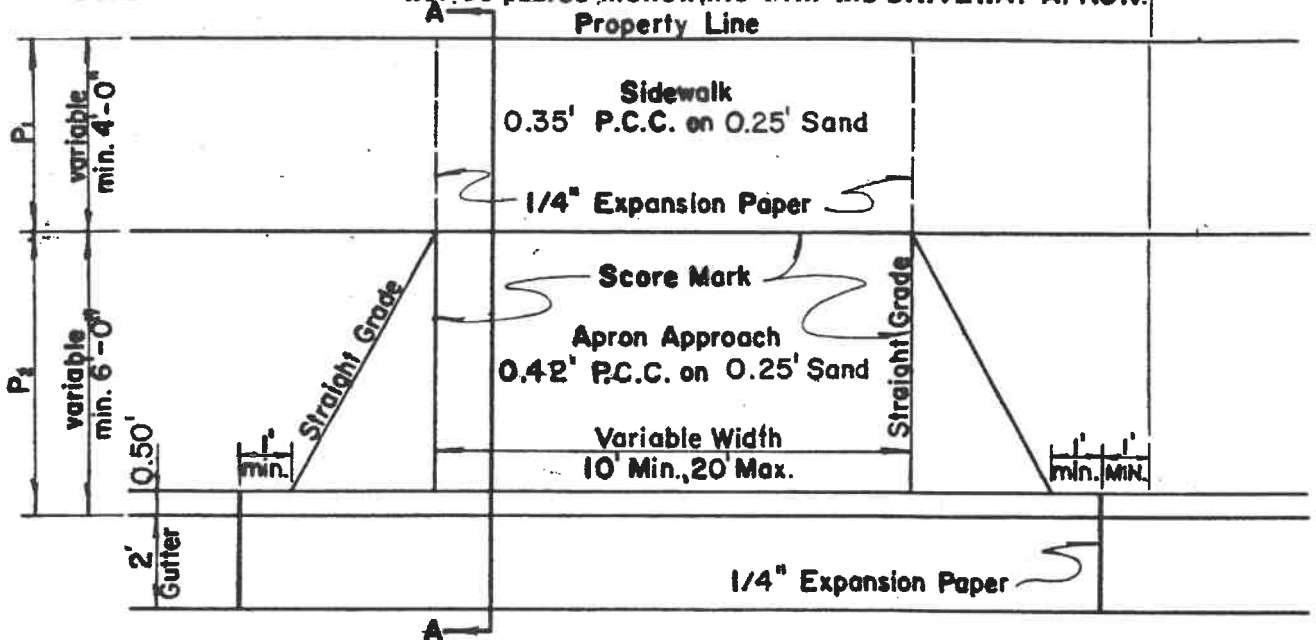 A
Property Line
Sidewalk
0.35' P.C.C. on 0.25' Sand
P₁
variable
min. 4'-0"
1/4" Expansion Paper
Score Mark
Straight Grade
Straight Grade
Apron Approach
0.42' P.C.C. on 0.25' Sand
P₂
variable
min. 6'-0"
Variable Width
10' Min., 20' Max.
0.50'
1'
min.
1'
min.
1'
MIN.
2'
Gutter
1/4" Expansion Paper
A